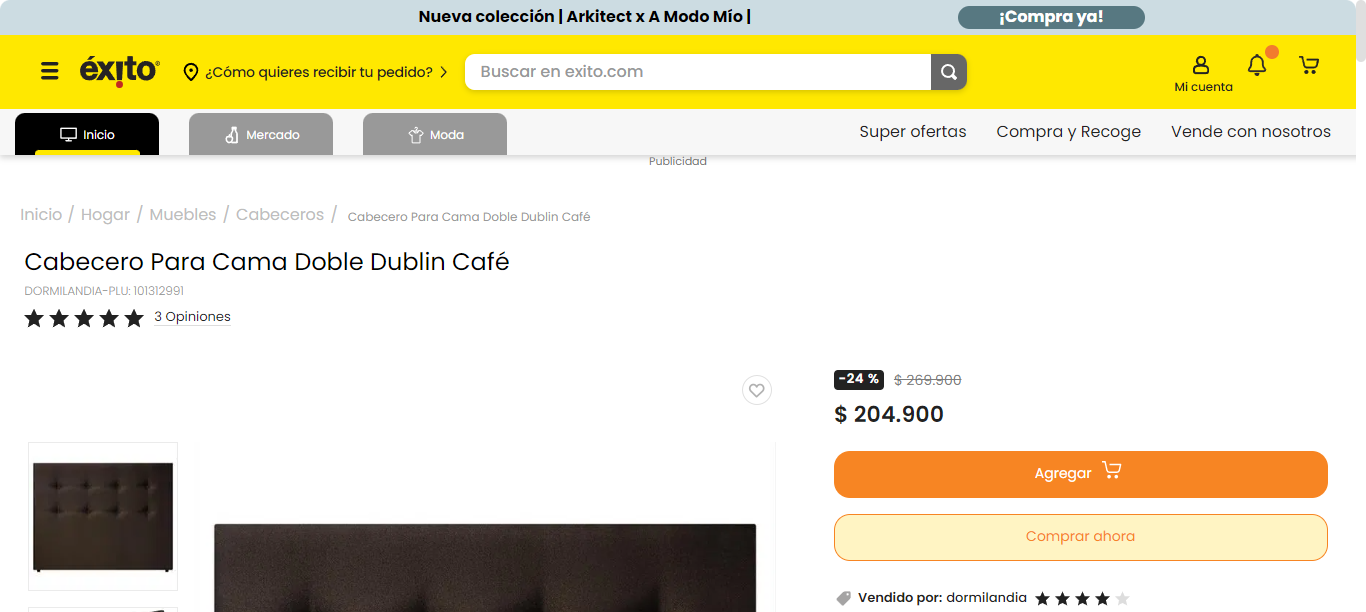 Nueva colección | Arkitect x A Modo Mío | ¡Compra ya!
éxito ¿Cómo quieres recibir tu pedido? Buscar en exito.com Mi cuenta
Inicio Mercado Moda Super ofertas Compra y Recoge Vende con nosotros
Publicidad
Inicio / Hogar / Muebles / Cabeceros / Cabecero Para Cama Doble Dublin Café
Cabecero Para Cama Doble Dublin Café
DORMILANDIA-PLU: 101312991
3 Opiniones
-24 % $ 269.900
$ 204.900
Agregar
Comprar ahora
Vendido por: dormilandia